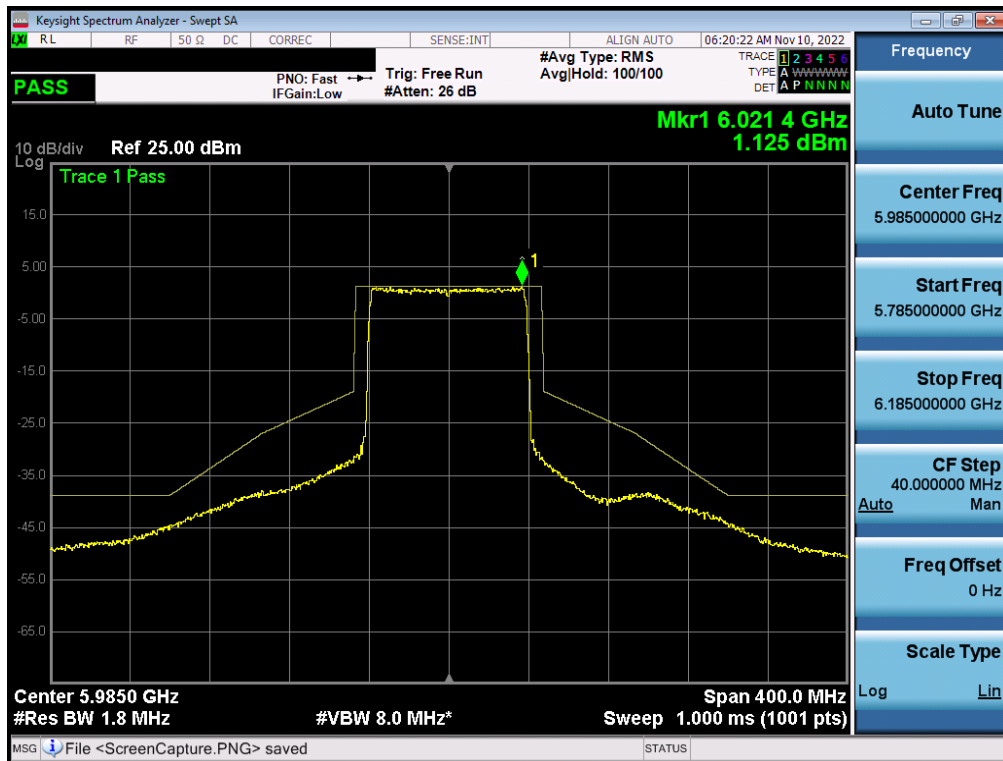 Keysight Spectrum Analyzer - Swept SA
LXI RL RF 50 Ω DC CORREC SENSE:INT ALIGN AUTO 06:20:22 AM Nov 10, 2022
Frequency
PASS
PNO: Fast
IFGain:Low
Trig: Free Run
#Atten: 26 dB
#Avg Type: RMS
Avg|Hold: 100/100
TRACE 1 2 3 4 5 6
TYPE A WWWWW
DET A P N N N N
Mkr1 6.021 4 GHz
1.125 dBm
10 dB/div
Log
Ref 25.00 dBm
Trace 1 Pass
1
15.0
5.00
-5.00
-15.0
-25.0
-35.0
-45.0
-55.0
-65.0
Center 5.9850 GHz
#Res BW 1.8 MHz
#VBW 8.0 MHz*
Span 400.0 MHz
Sweep 1.000 ms (1001 pts)
Auto Tune
Center Freq
5.985000000 GHz
Start Freq
5.785000000 GHz
Stop Freq
6.185000000 GHz
CF Step
40.000000 MHz
Auto Man
Freq Offset
0 Hz
Scale Type
Log Lin
MSG File <ScreenCapture.PNG> saved STATUS